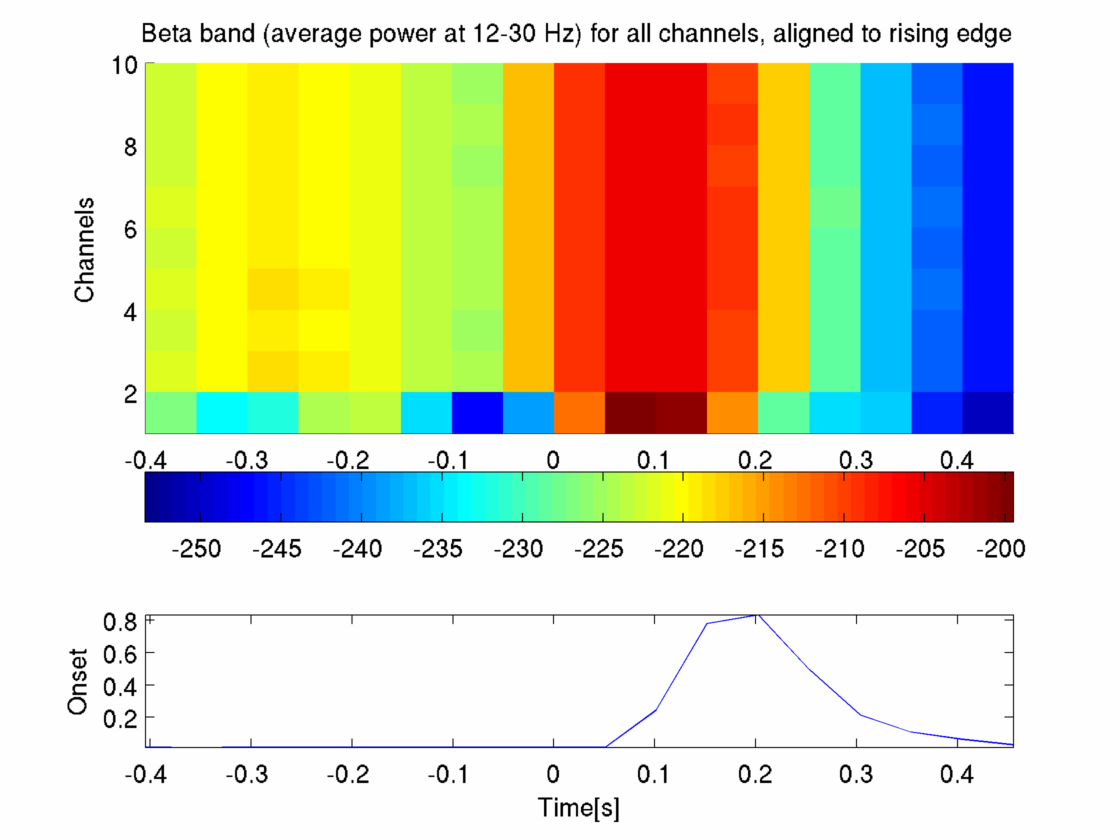 Beta band (average power at 12-30 Hz) for all channels, aligned to rising edge
10
8
6
4
2
Channels
-0.4 -0.3 -0.2 -0.1 0 0.1 0.2 0.3 0.4
-250 -245 -240 -235 -230 -225 -220 -215 -210 -205 -200
0.8
0.6
0.4
0.2
Onset
-0.4 -0.3 -0.2 -0.1 0 0.1 0.2 0.3 0.4
Time[s]